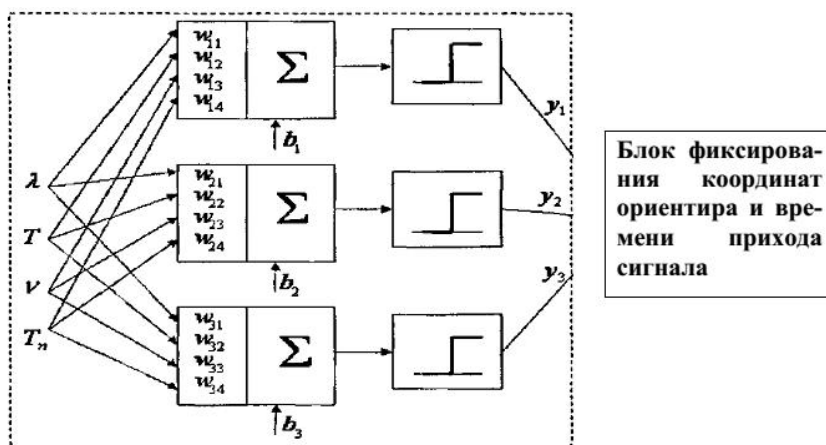 w11
w12
w13
w14
Σ
b1
y1
λ
T
ν
Tn
w21
w22
w23
w24
Σ
b2
y2
w31
w32
w33
w34
Σ
b3
y3
Блок фиксирова-
ния координат
ориентира и вре-
мени прихода
сигнала